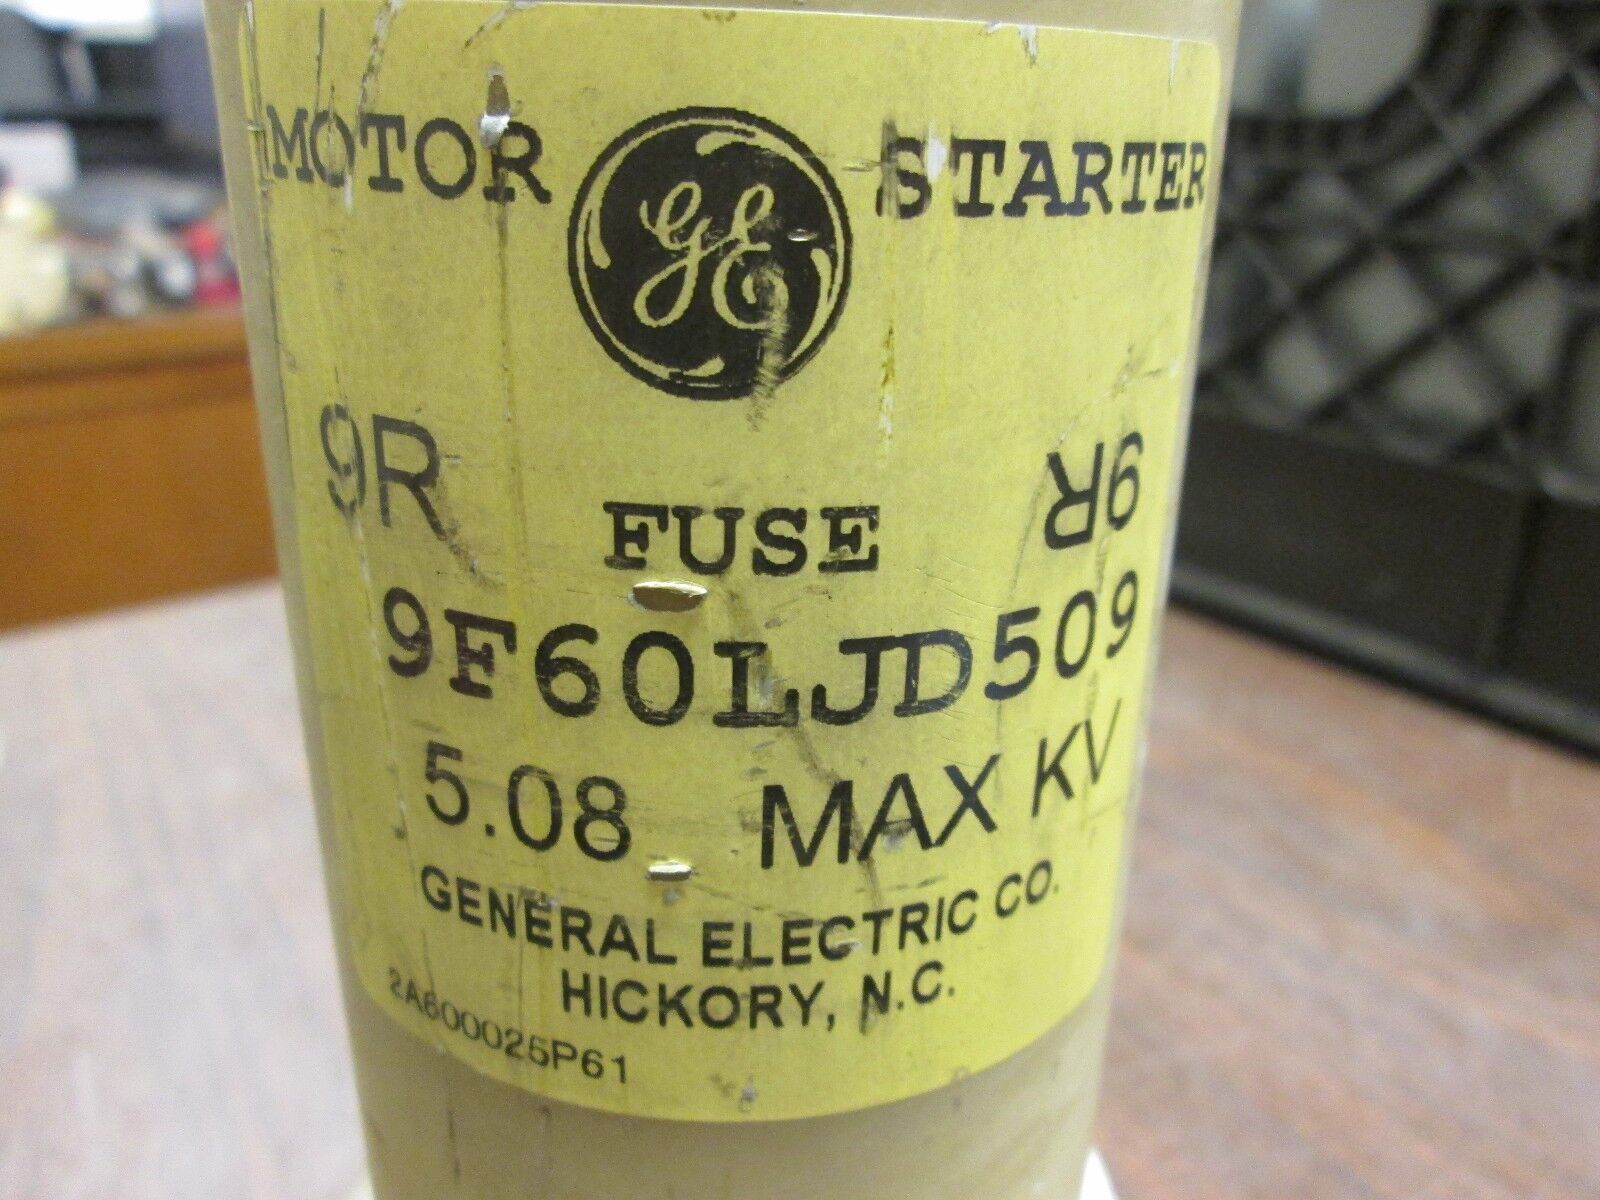 MOTOR GE STARTER
9R 9R
FUSE
9F60LJD509
5.08 MAX KV
GENERAL ELECTRIC CO.
HICKORY, N.C.
2A600025P61